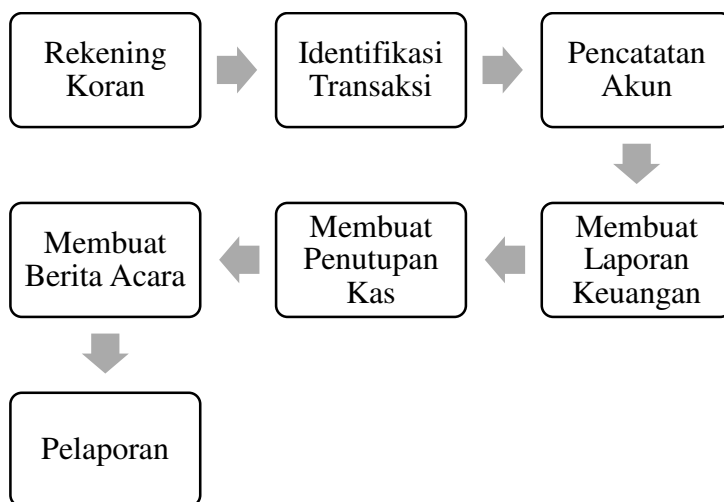 Rekening
Koran
Identifikasi
Transaksi
Pencatatan
Akun
Membuat
Laporan
Keuangan
Membuat
Penutupan
Kas
Membuat
Berita Acara
Pelaporan